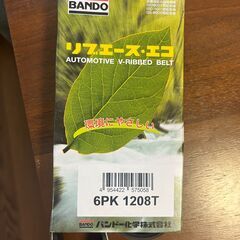 BANDO
リブエース・エコ
AUTOMOTIVE V-RIBBED BELT
環境にやさしい
4 954422 575058
6PK 1208T
BANDO バンドー化学株式会社